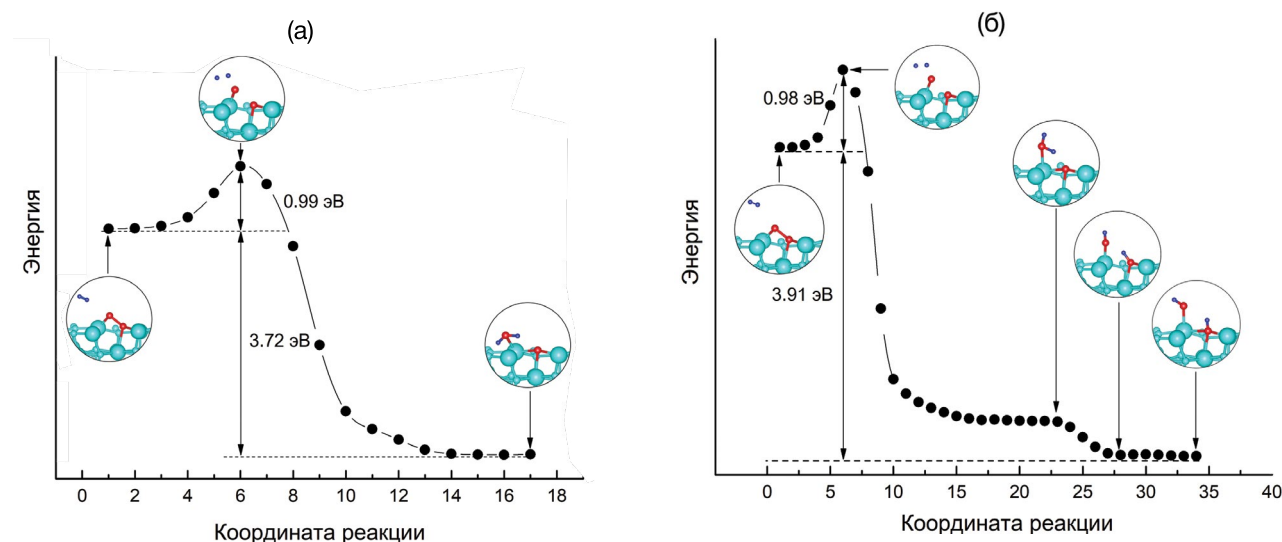 (а)
Энергия
0.99 эВ
3.72 эВ
0 2 4 6 8 10 12 14 16 18
Координата реакции
(б)
Энергия
0.98 эВ
3.91 эВ
0 5 10 15 20 25 30 35 40
Координата реакции